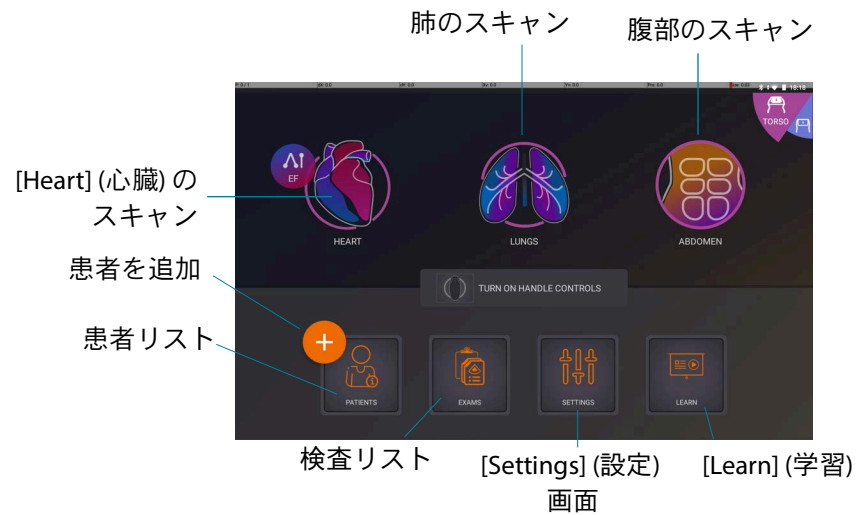 肺のスキャン
腹部のスキャン
18:18
TORSO
EF
[Heart] (心臓) の
スキャン
HEART
LUNGS
ABDOMEN
患者を追加
TURN ON HANDLE CONTROLS
患者リスト
PATIENTS
EXAMS
SETTINGS
LEARN
検査リスト
[Settings] (設定)
画面
[Learn] (学習)